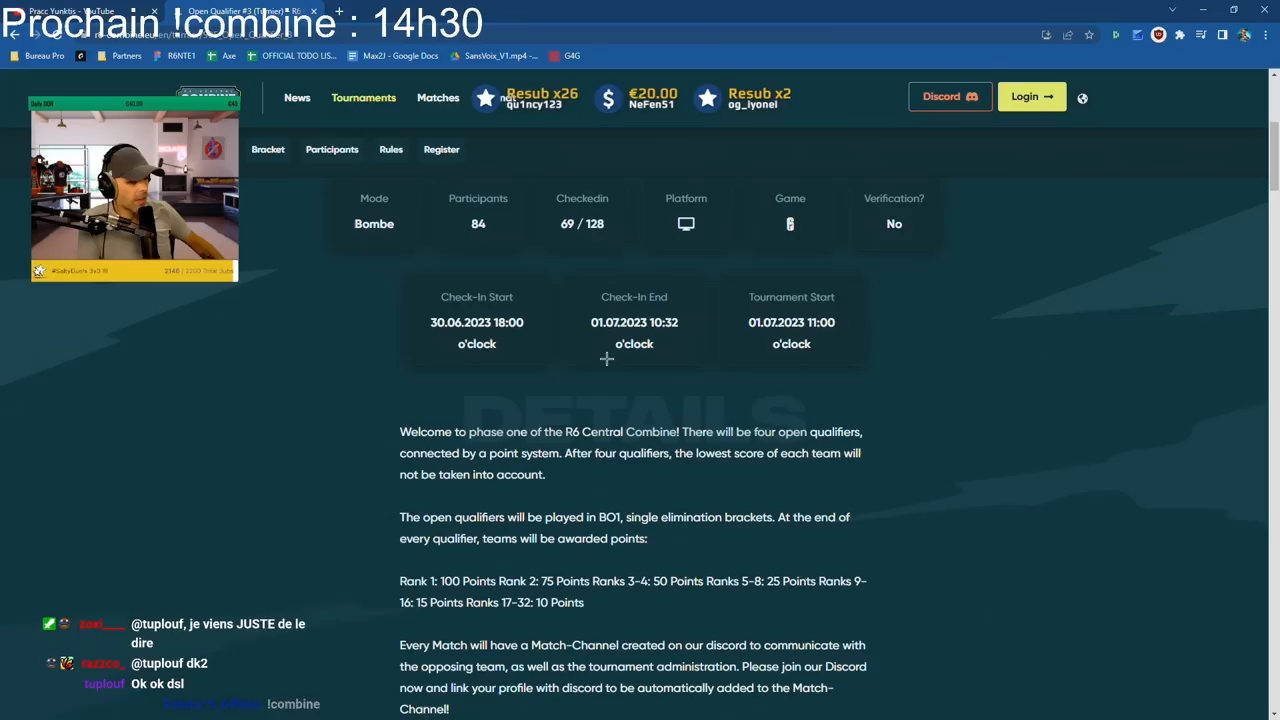 Prochain !combine : 14h30
Pracc Yunktis - YouTube
Open Qualifier #3 (Turnier) - R6
Bureau Pro
Partners
R6NTE1
Axe
OFFICIAL TODO LIS...
Max2J - Google Docs
SansVoix_V1.mp4 -...
G4G
News
Tournaments
Matches
Resub x26
qu1ncy123
€20.00
NeFen51
Resub x2
og_iyonei
Discord
Login →
Bracket
Participants
Rules
Register
Mode
Bombe
Participants
84
Checkedin
69 / 128
Platform
Game
Verification?
No
Check-In Start
30.06.2023 18:00
o'clock
Check-In End
01.07.2023 10:32
o'clock
Tournament Start
01.07.2023 11:00
o'clock
DETAILS
Welcome to phase one of the R6 Central Combine! There will be four open qualifiers,
connected by a point system. After four qualifiers, the lowest score of each team will
not be taken into account.
The open qualifiers will be played in BO1, single elimination brackets. At the end of
every qualifier, teams will be awarded points:
Rank 1: 100 Points Rank 2: 75 Points Ranks 3-4: 50 Points Ranks 5-8: 25 Points Ranks 9-
16: 15 Points Ranks 17-32: 10 Points
Every Match will have a Match-Channel created on our discord to communicate with
the opposing team, as well as the tournament administration. Please join our Discord
now and link your profile with discord to be automatically added to the Match-
Channel!
@tuplouf, je viens JUSTE de le
dire
@tuplouf dk2
tuplouf Ok ok dsl
!combine